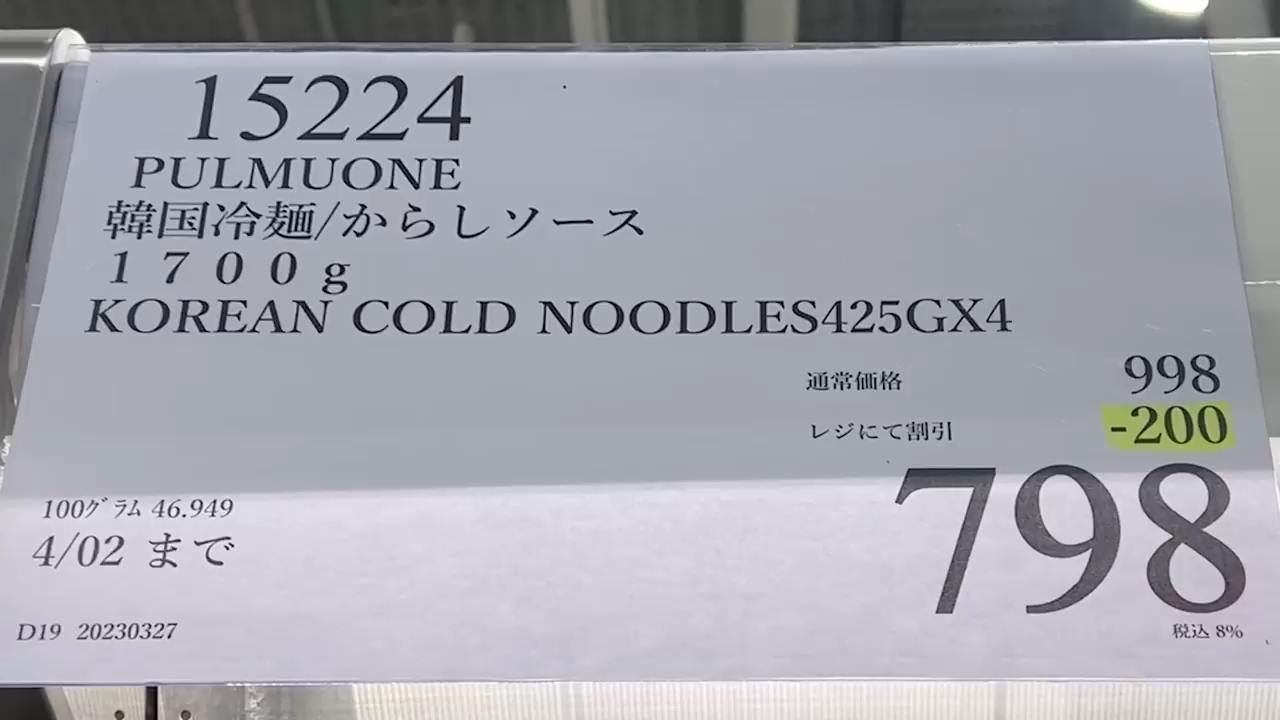 15224
PULMUONE
韓国冷麺/からしソース
１７００g
KOREAN COLD NOODLES425GX4
通常価格 998
レジにて割引 -200
798
税込 8%
100グラム 46.949
4/02 まで
D19 20230327